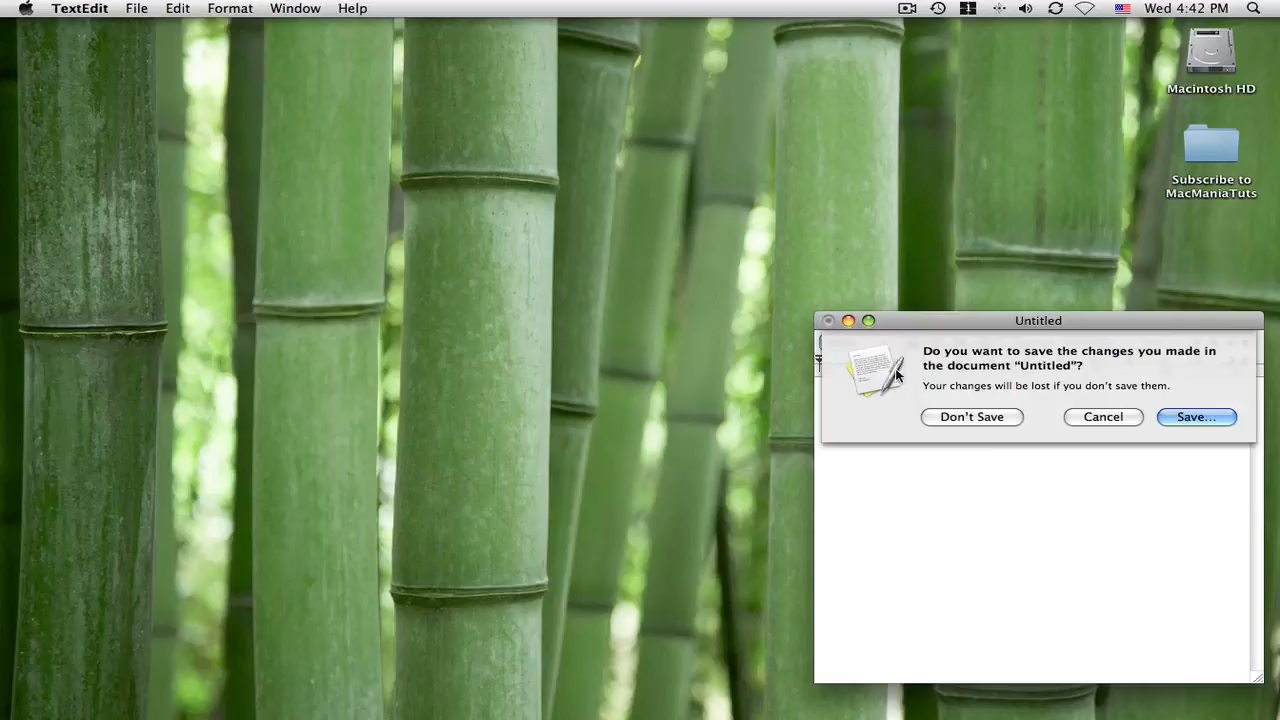 TextEdit File Edit Format Window Help Wed 4:42 PM
Macintosh HD
Subscribe to
MacManiaTuts
Untitled
Do you want to save the changes you made in
the document “Untitled”?
Your changes will be lost if you don’t save them.
Don’t Save Cancel Save...